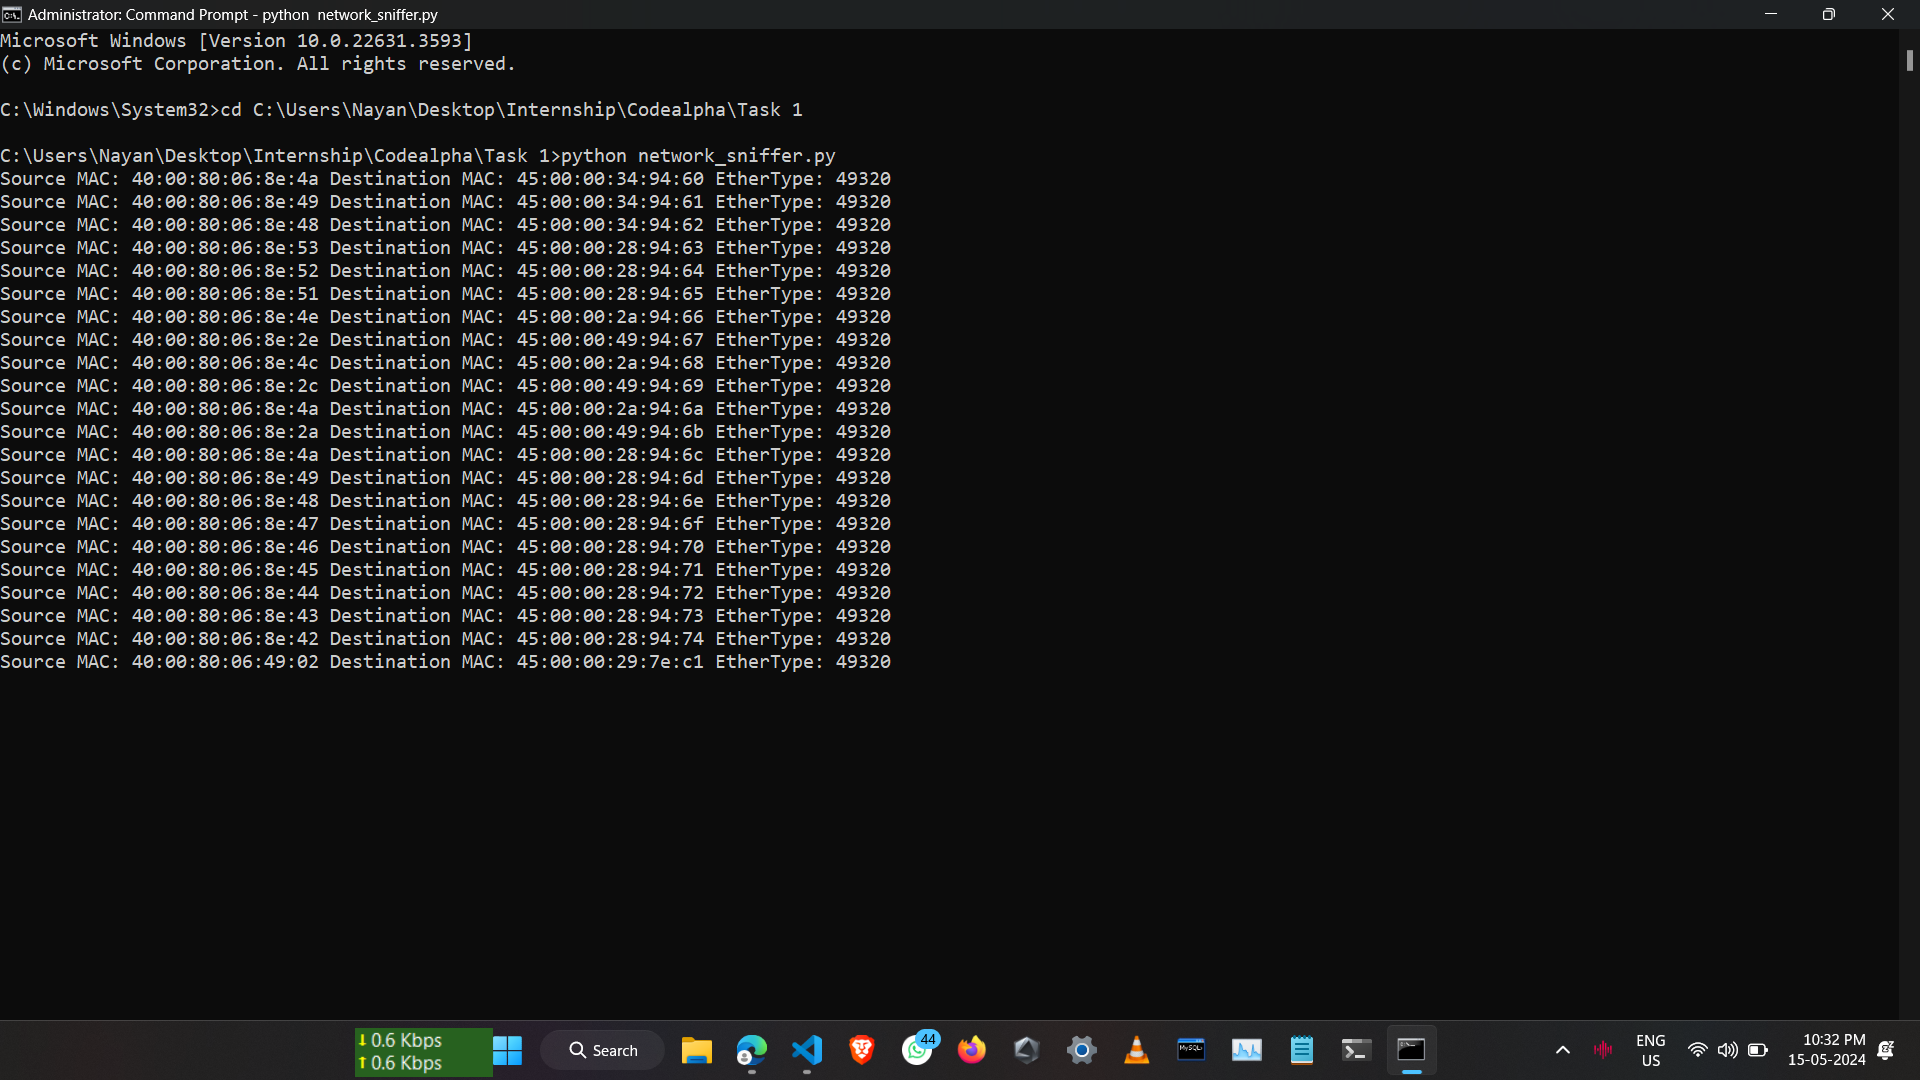 Administrator: Command Prompt - python  network_sniffer.py
Microsoft Windows [Version 10.0.22631.3593]
(c) Microsoft Corporation. All rights reserved.
C:\Windows\System32>cd C:\Users\Nayan\Desktop\Internship\Codealpha\Task 1
C:\Users\Nayan\Desktop\Internship\Codealpha\Task 1>python network_sniffer.py
Source MAC: 40:00:80:06:8e:4a Destination MAC: 45:00:00:34:94:60 EtherType: 49320
Source MAC: 40:00:80:06:8e:49 Destination MAC: 45:00:00:34:94:61 EtherType: 49320
Source MAC: 40:00:80:06:8e:48 Destination MAC: 45:00:00:34:94:62 EtherType: 49320
Source MAC: 40:00:80:06:8e:53 Destination MAC: 45:00:00:28:94:63 EtherType: 49320
Source MAC: 40:00:80:06:8e:52 Destination MAC: 45:00:00:28:94:64 EtherType: 49320
Source MAC: 40:00:80:06:8e:51 Destination MAC: 45:00:00:28:94:65 EtherType: 49320
Source MAC: 40:00:80:06:8e:4e Destination MAC: 45:00:00:2a:94:66 EtherType: 49320
Source MAC: 40:00:80:06:8e:2e Destination MAC: 45:00:00:49:94:67 EtherType: 49320
Source MAC: 40:00:80:06:8e:4c Destination MAC: 45:00:00:2a:94:68 EtherType: 49320
Source MAC: 40:00:80:06:8e:2c Destination MAC: 45:00:00:49:94:69 EtherType: 49320
Source MAC: 40:00:80:06:8e:4a Destination MAC: 45:00:00:2a:94:6a EtherType: 49320
Source MAC: 40:00:80:06:8e:2a Destination MAC: 45:00:00:49:94:6b EtherType: 49320
Source MAC: 40:00:80:06:8e:4a Destination MAC: 45:00:00:28:94:6c EtherType: 49320
Source MAC: 40:00:80:06:8e:49 Destination MAC: 45:00:00:28:94:6d EtherType: 49320
Source MAC: 40:00:80:06:8e:48 Destination MAC: 45:00:00:28:94:6e EtherType: 49320
Source MAC: 40:00:80:06:8e:47 Destination MAC: 45:00:00:28:94:6f EtherType: 49320
Source MAC: 40:00:80:06:8e:46 Destination MAC: 45:00:00:28:94:70 EtherType: 49320
Source MAC: 40:00:80:06:8e:45 Destination MAC: 45:00:00:28:94:71 EtherType: 49320
Source MAC: 40:00:80:06:8e:44 Destination MAC: 45:00:00:28:94:72 EtherType: 49320
Source MAC: 40:00:80:06:8e:43 Destination MAC: 45:00:00:28:94:73 EtherType: 49320
Source MAC: 40:00:80:06:8e:42 Destination MAC: 45:00:00:28:94:74 EtherType: 49320
Source MAC: 40:00:80:06:49:02 Destination MAC: 45:00:00:29:7e:c1 EtherType: 49320
↓ 0.6 Kbps
↑ 0.6 Kbps
Search
44
MySQL
ENG
US
10:32 PM
15-05-2024